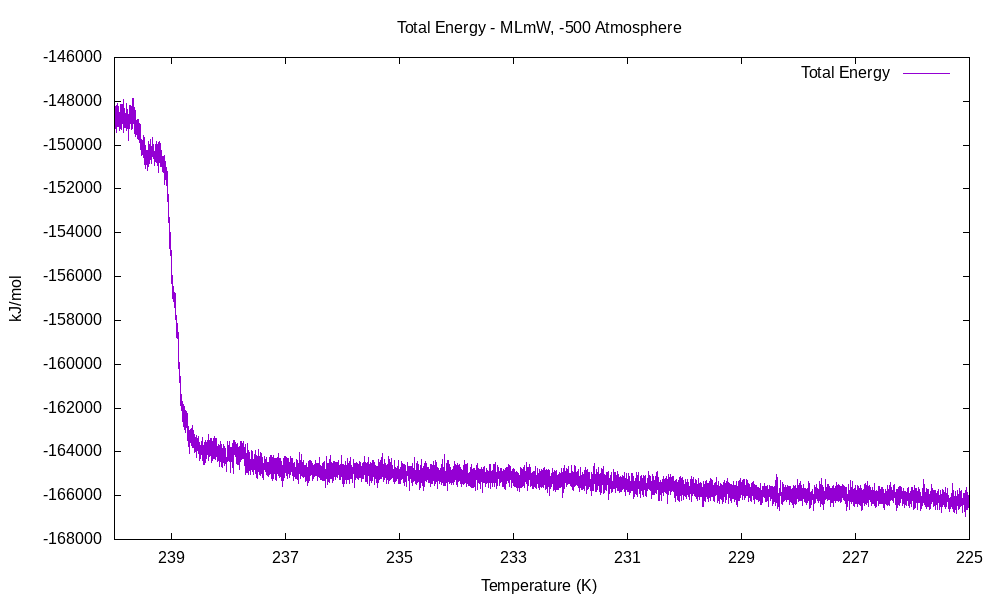 Total Energy - MLmW, -500 Atmosphere
Total Energy
-146000
-148000
-150000
-152000
-154000
-156000
-158000
-160000
-162000
-164000
-166000
-168000
kJ/mol
239 237 235 233 231 229 227 225
Temperature (K)